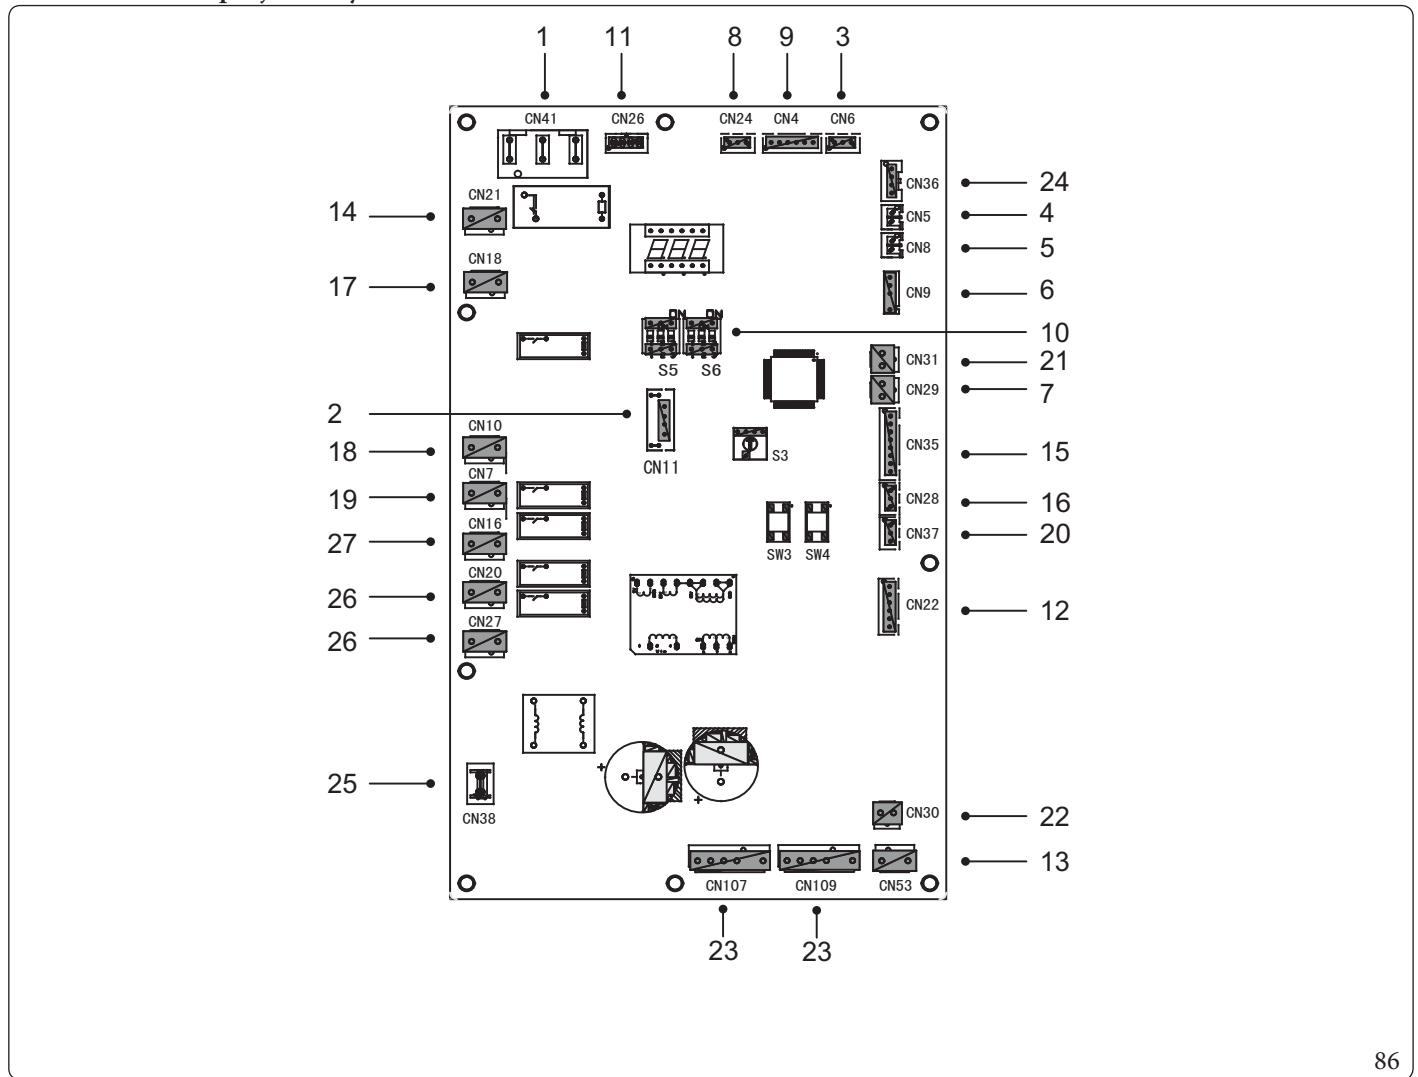 1 11 8 9 3
CN41 CN26 CN24 CN4 CN6
CN36 24
CN21
14 CN5 4
CN8 5
CN18
17 CN9 6
ON ON
10
S5 S6
CN31 21
CN29 7
2
CN10
18 CN11 S3 CN35 15
CN7
19 CN28 16
CN16
27 CN37 20
SW3 SW4
CN20
26 CN22 12
CN27
26
+
25
+
CN38 CN30 22
13
CN107 CN109 CN53
23 23
86